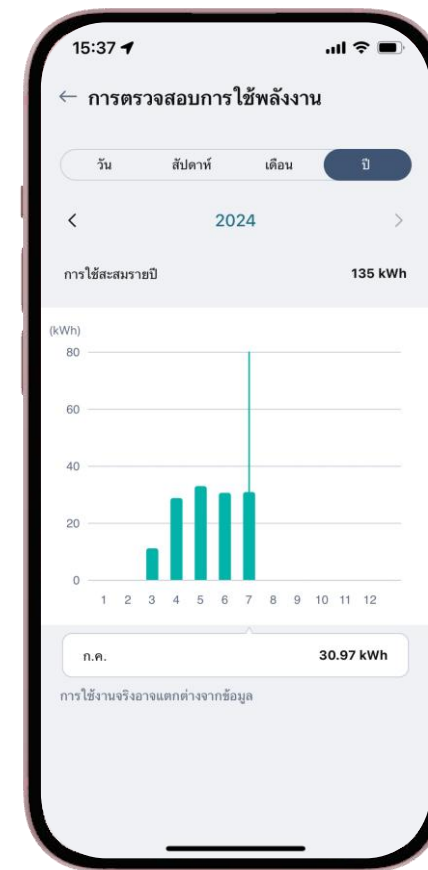 15:37
การตรวจสอบการใช้พลังงาน
วัน สัปดาห์ เดือน ปี
2024
การใช้สะสมรายปี 135 kWh
(kWh)
80
60
40
20
0
1 2 3 4 5 6 7 8 9 10 11 12
ก.ค. 30.97 kWh
การใช้งานจริงอาจแตกต่างจากข้อมูล